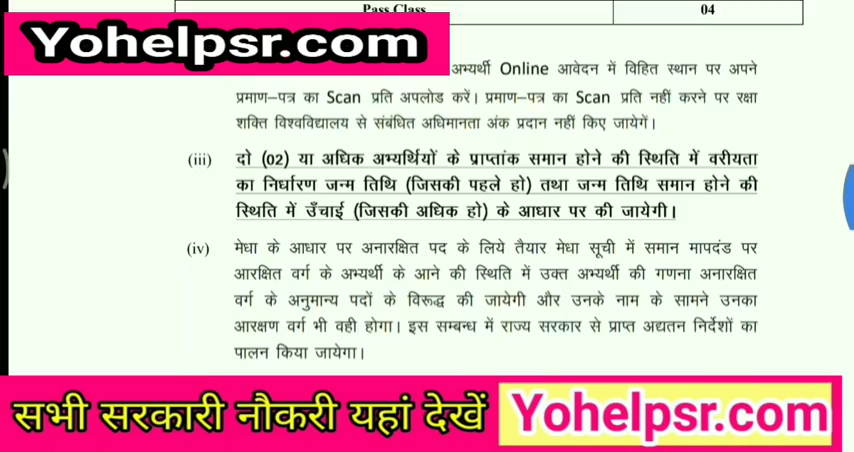 Pass Class 04
Yohelpsr.com
अभ्यर्थी Online आवेदन में विहित स्थान पर अपने
प्रमाण–पत्र का Scan प्रति अपलोड करें। प्रमाण–पत्र का Scan प्रति नहीं करने पर रक्षा
शक्ति विश्वविद्यालय से संबंधित अधिमानता अंक प्रदान नहीं किए जायेगें।
(iii) दो (02) या अधिक अभ्यर्थियों के प्राप्तांक समान होने की स्थिति में वरीयता
का निर्धारण जन्म तिथि (जिसकी पहले हो) तथा जन्म तिथि समान होने की
स्थिति में उँचाई (जिसकी अधिक हो) के आधार पर की जायेगी।
(iv) मेधा के आधार पर अनारक्षित पद के लिये तैयार मेधा सूची में समान मापदंड पर
आरक्षित वर्ग के अभ्यर्थी के आने की स्थिति में उक्त अभ्यर्थी की गणना अनारक्षित
वर्ग के अनुमान्य पदों के विरूद्ध की जायेगी और उनके नाम के सामने उनका
आरक्षण वर्ग भी वही होगा। इस सम्बन्ध में राज्य सरकार से प्राप्त अद्यतन निर्देशों का
पालन किया जायेगा।
सभी सरकारी नौकरी यहां देखें Yohelpsr.com